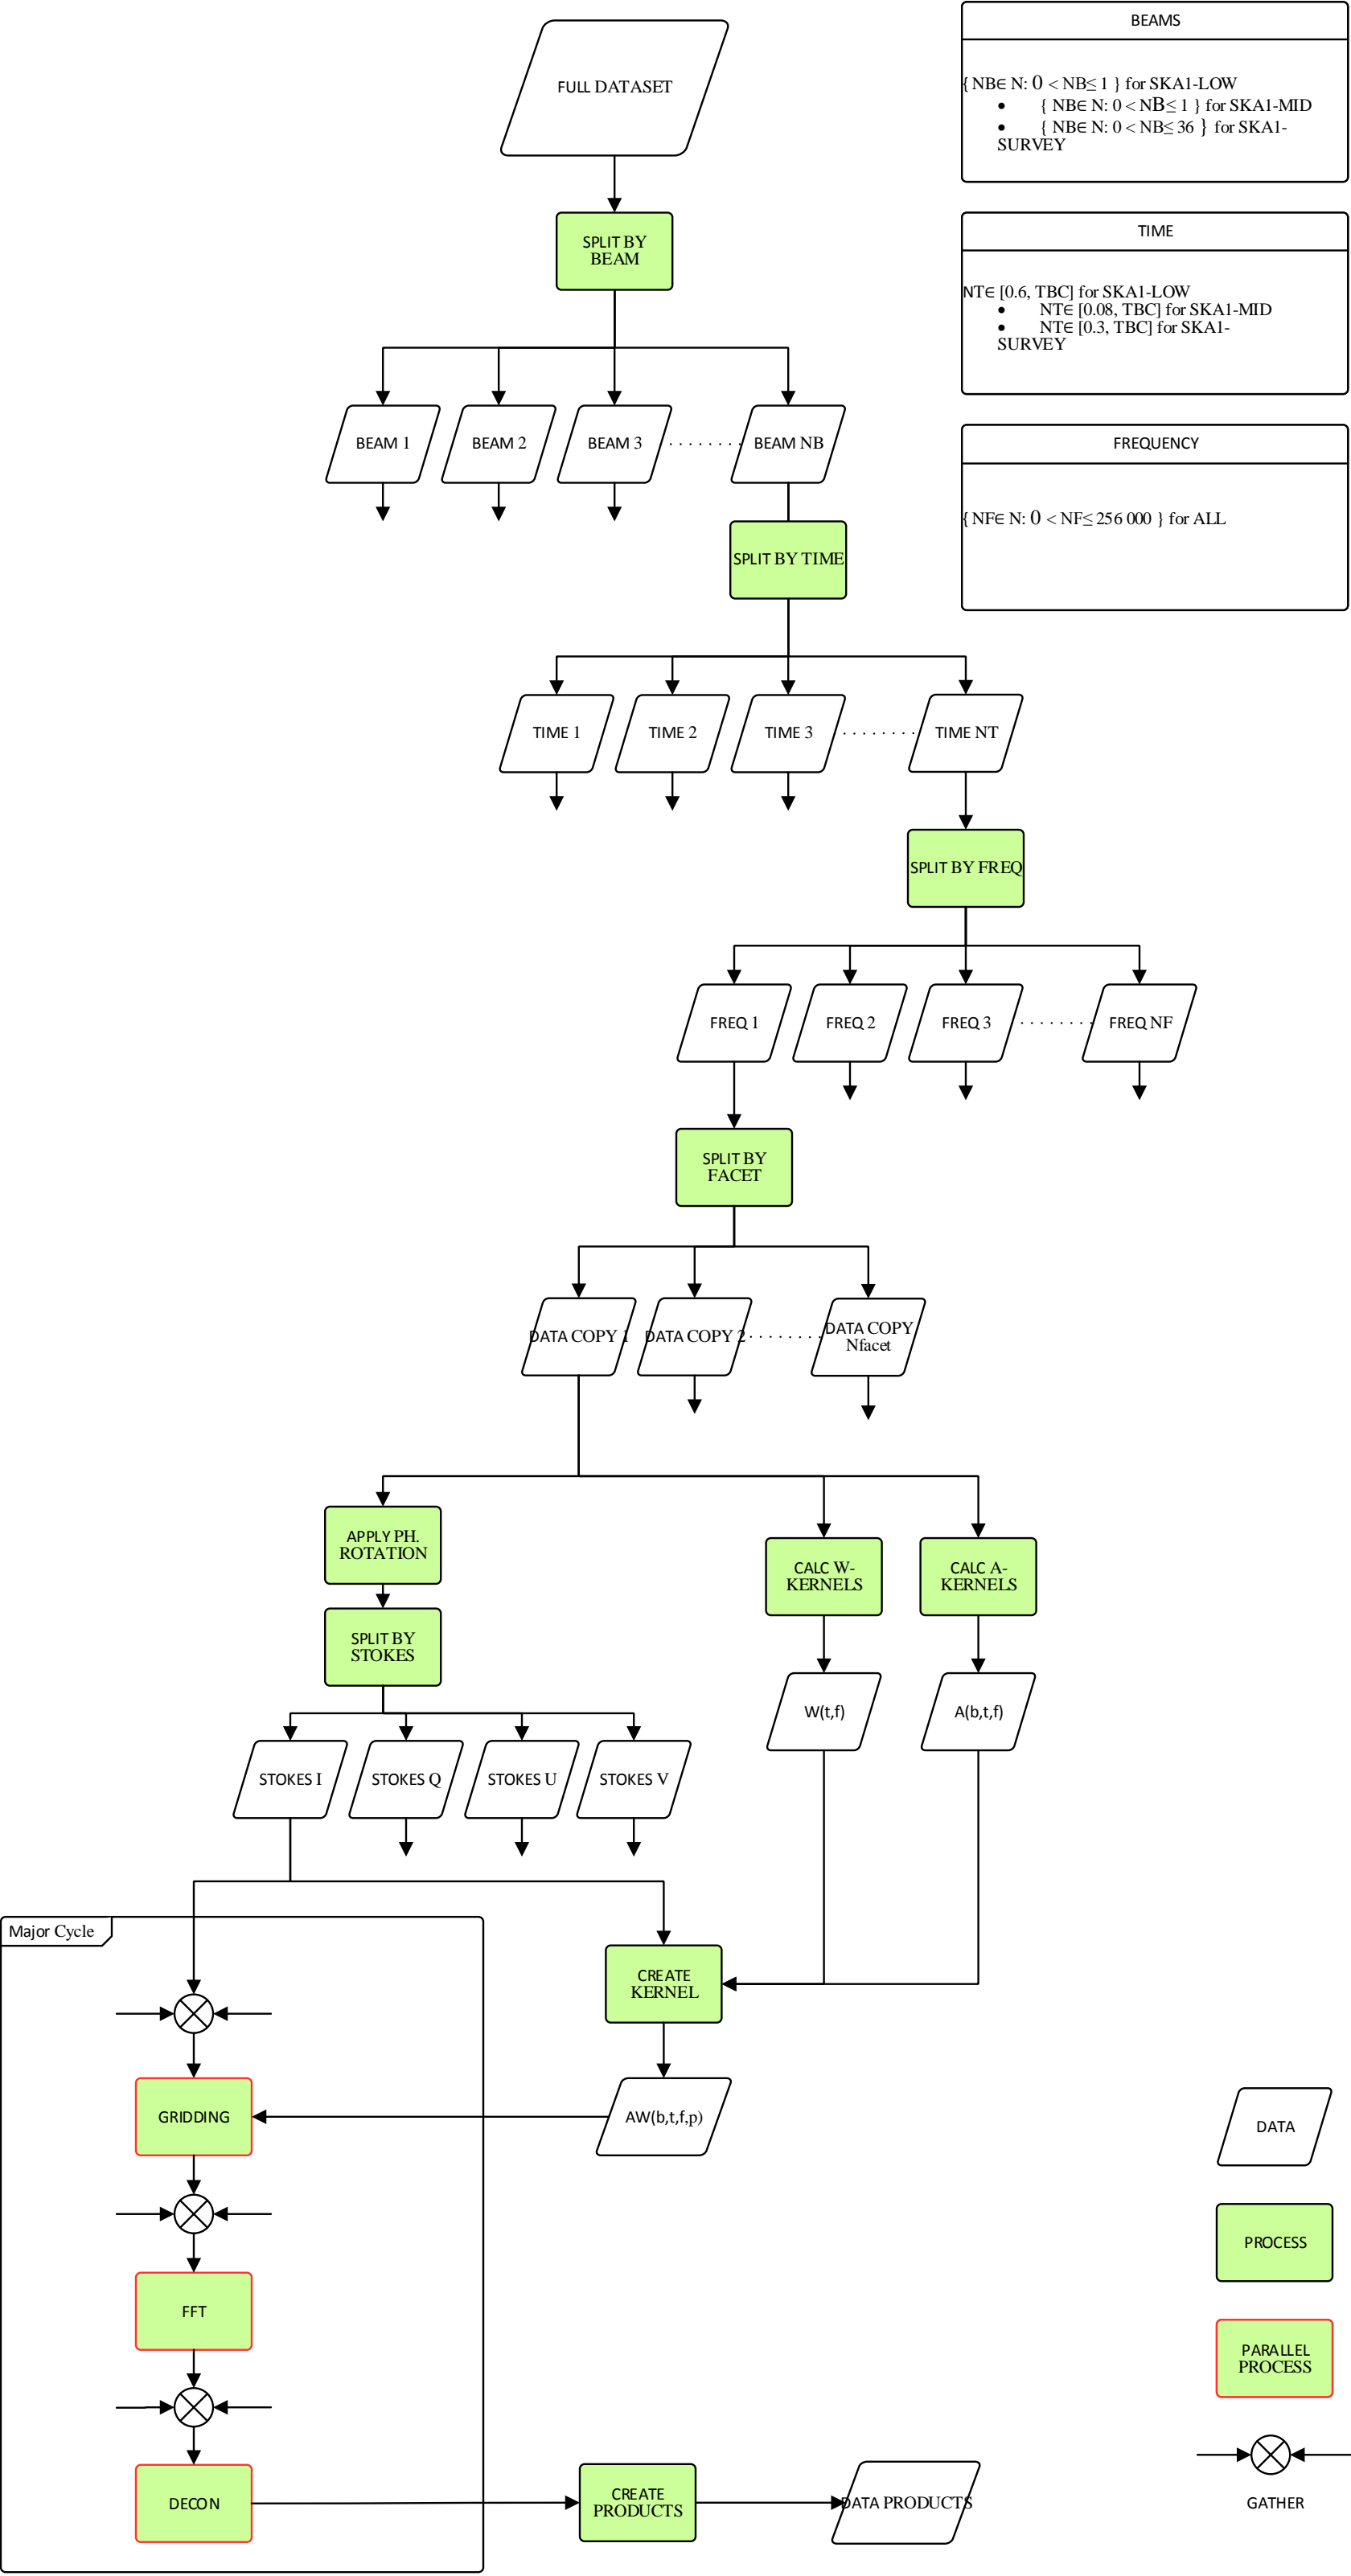 FULL DATASET
BEAMS
{ NB∈ N: 0 < NB≤ 1 } for SKA1-LOW
• { NB∈ N: 0 < NB≤ 1 } for SKA1-MID
• { NB∈ N: 0 < NB≤ 36 } for SKA1-
SURVEY
SPLIT BY
BEAM
TIME
NT∈ [0.6, TBC] for SKA1-LOW
• NT∈ [0.08, TBC] for SKA1-MID
• NT∈ [0.3, TBC] for SKA1-
SURVEY
BEAM 1
BEAM 2
BEAM 3
........
BEAM NB
FREQUENCY
{ NF∈ N: 0 < NF≤ 256 000 } for ALL
SPLIT BY TIME
TIME 1
TIME 2
TIME 3
........
TIME NT
SPLIT BY FREQ
FREQ 1
FREQ 2
FREQ 3
........
FREQ NF
SPLIT BY
FACET
DATA COPY 1
DATA COPY 2
........
DATA COPY
Nfacet
APPLY PH.
ROTATION
CALC W-
KERNELS
CALC A-
KERNELS
SPLIT BY
STOKES
W(t,f)
A(b,t,f)
STOKES I
STOKES Q
STOKES U
STOKES V
Major Cycle
CREATE
KERNEL
GRIDDING
AW(b,t,f,p)
DATA
PROCESS
FFT
PARALLEL
PROCESS
DECON
CREATE
PRODUCTS
DATA PRODUCTS
GATHER